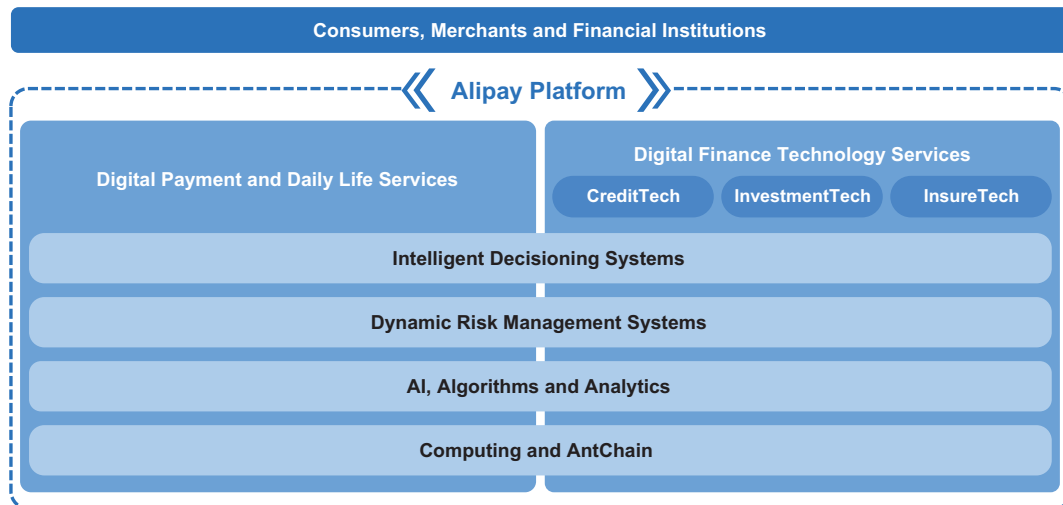 Consumers, Merchants and Financial Institutions
Alipay Platform
Digital Payment and Daily Life Services
Digital Finance Technology Services
CreditTech
InvestmentTech
InsureTech
Intelligent Decisioning Systems
Dynamic Risk Management Systems
AI, Algorithms and Analytics
Computing and AntChain